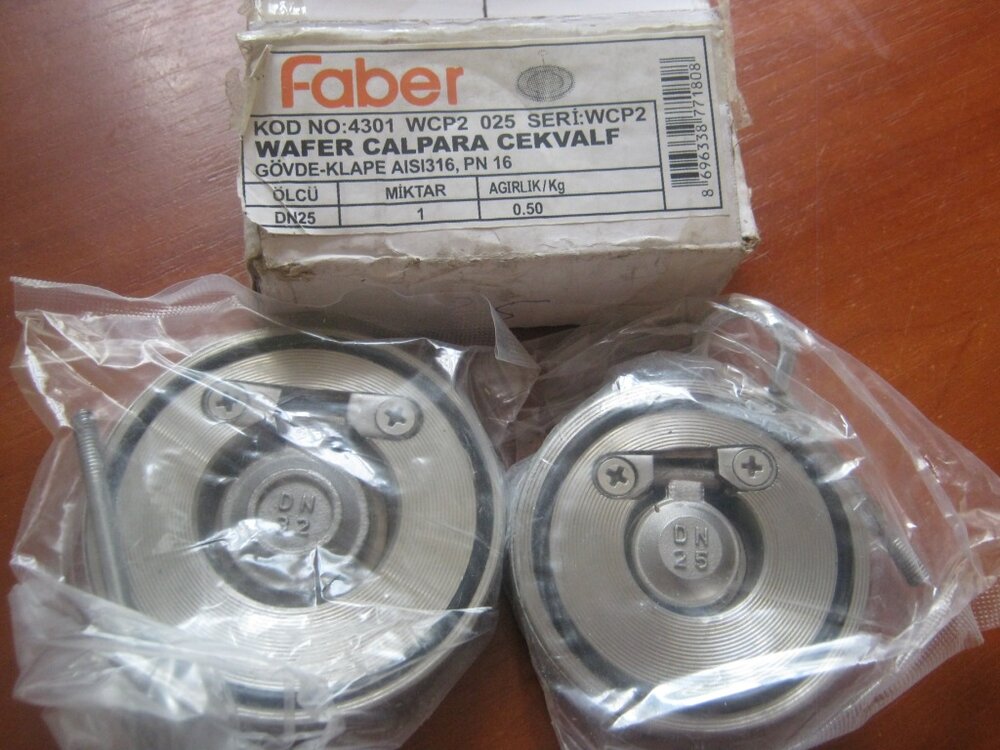 Faber
KOD NO:4301 WCP2 025 SERİ:WCP2
WAFER CALPARA CEKVALF
GÖVDE-KLAPE AISI316, PN 16
ÖLCÜ MİKTAR AGIRLIK/Kg
DN25 1 0.50
8 696338 771808
DN
32
DN
25